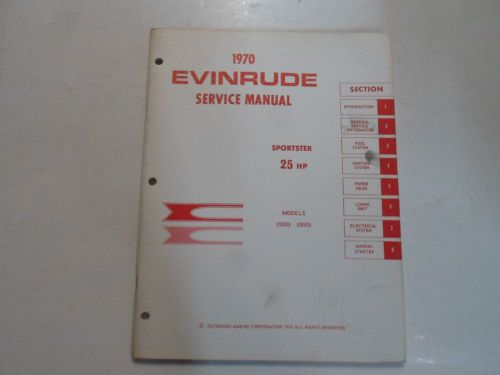 1970
EVINRUDE
SERVICE MANUAL
SPORTSTER
25 HP
MODELS
25002 25003
SECTION
INTRODUCTION 1
GENERAL SERVICE INFORMATION 2
FUEL SYSTEM 3
IGNITION SYSTEM 4
POWER HEAD 5
LOWER UNIT 6
ELECTRICAL SYSTEM 7
MANUAL STARTER 8
© OUTBOARD MARINE CORPORATION 1970 ALL RIGHTS RESERVED